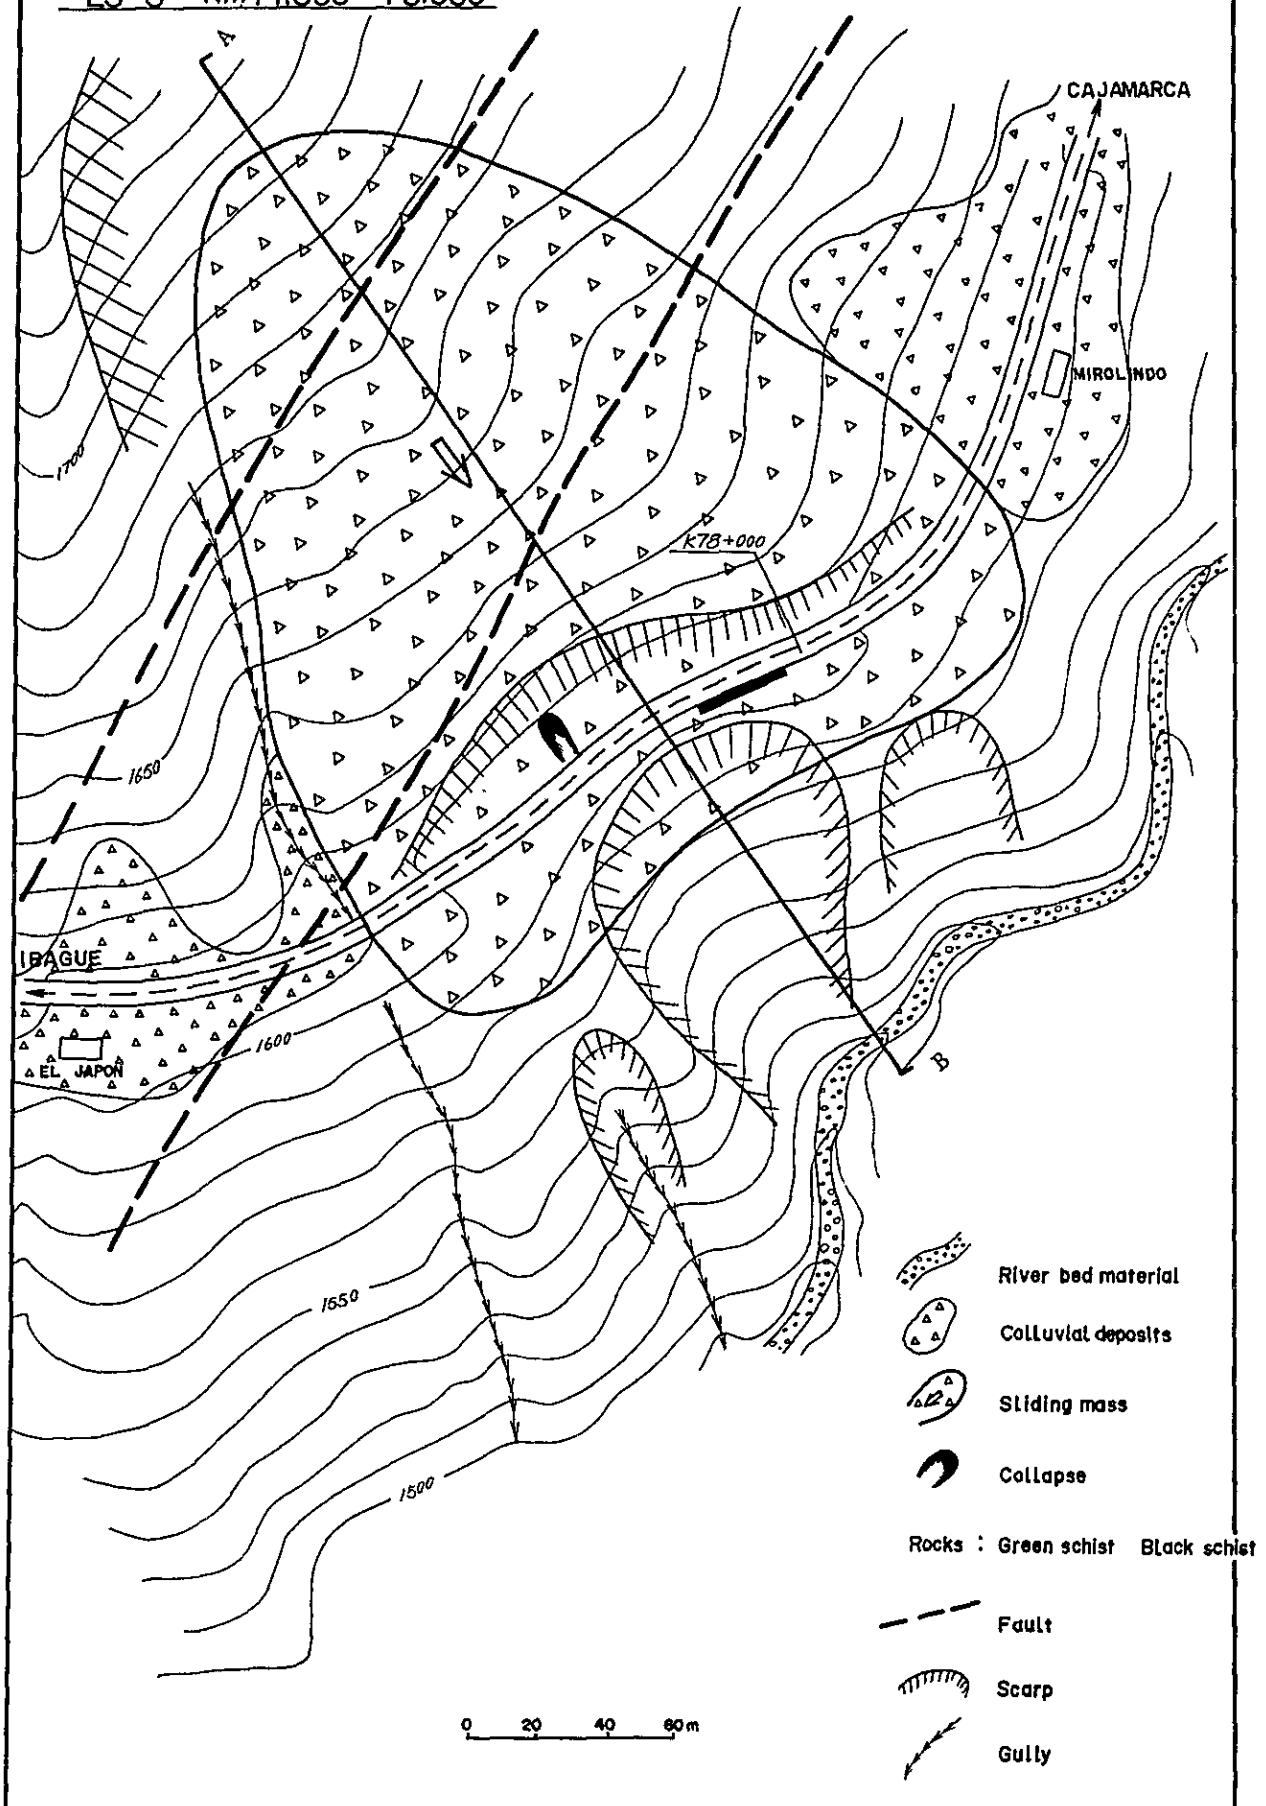 A
CAJAMARCA
MIROLINDO
1700
K78+000
1650
IBAGUE
EL JAPON
1600
B
1550
1500
River bed material
Colluvial deposits
Sliding mass
Collapse
Rocks : Green schist Black schist
Fault
Scarp
Gully
0 20 40 60m